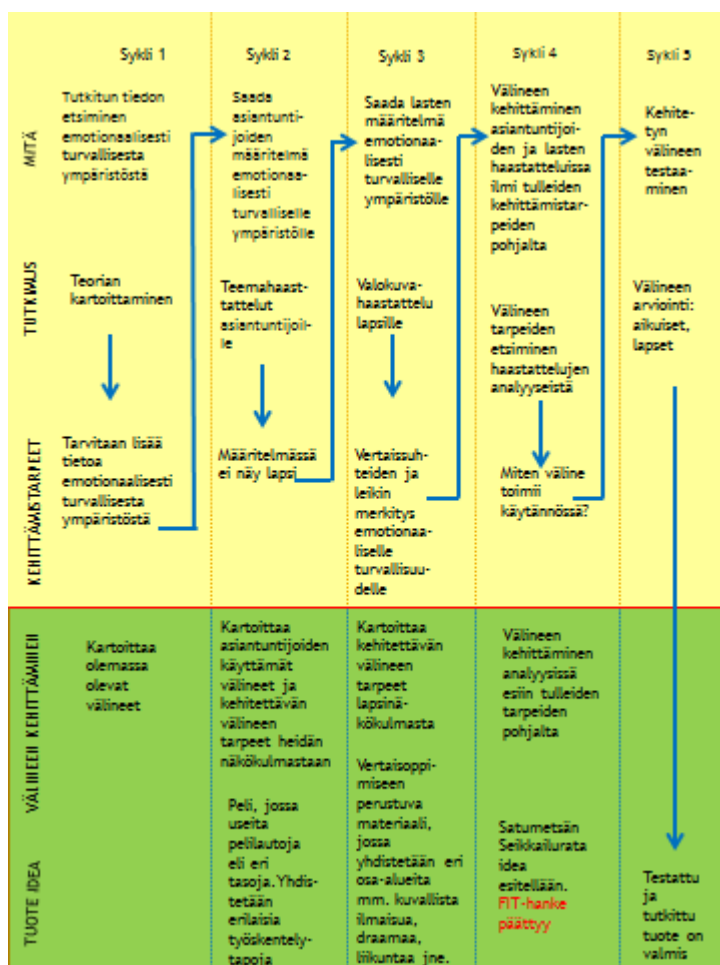 Sykli 1
Sykli 2
Sykli 3
Sykli 4
Sykli 5
MITÄ
Tutkitun tiedon
etsiminen
emotionaalisesti
turvallisesta
ympäristöstä
Saada
asiantunti-
joiden
määritelmä
emotionaa-
lisesti
turvalliselle
ympäristölle
Saada lasten
määritelmä
emotionaa-
lisesti
turvalliselle
ympäristölle
Välineen
kehittäminen
asiantuntijoi-
den ja lasten
haastatteluissa
ilmi tulleiden
kehittämistar-
peiden
pohjalta
Kehite-
tyn
välineen
testaa-
minen
TUTKIMUS
Teorian
kartoittaminen
Teemahaast-
tattelut
asiantuntijoil-
le
Valokuva-
haastattelu
lapsille
Välineen
tarpeiden
etsiminen
haastattelujen
analyyseistä
Välineen
arviointi:
aikuiset,
lapset
KEHITTÄMISTARPEET
Tarvitaan lisää
tietoa
emotionaalisesti
turvallisesta
ympäristöstä
Määritelmässä
ei näy lapsi
Vertaissuh-
teiden ja
leikin
merkitys
emotionaa-
liselle
turvallisuu-
delle
Miten väline
toimii
käytännössä?
VÄLINEEN KEHITTÄMINEN
Kartoittaa
olemassa
olevat
välineet
Kartoittaa
asiantuntijoiden
käyttämät
välineet ja
kehitettävän
välineen
tarpeet heidän
näkökulmastaan
Kartoittaa
kehitettävän
välineen
tarpeet
lapsinä-
kökulmasta
Välineen
kehittäminen
analyysissä
esiin tulleiden
tarpeiden
pohjalta
TUOTE IDEA
Peli, jossa
useita
pelilautoja
eli eri
tasoja.Yhdis-
tetään
erilaisia
työskentely-
tapoja
Vertaisoppi-
miseen
perustuva
materiaali,
jossa
yhdistetään eri
osa-alueita
mm. kuvallista
ilmaisua,
draamaa,
liikuntaa jne.
Satumetsän
Seikkailurata
idea
esitellään.
FIT-hanke
päättyy
Testattu
ja
tutkittu
tuote on
valmis